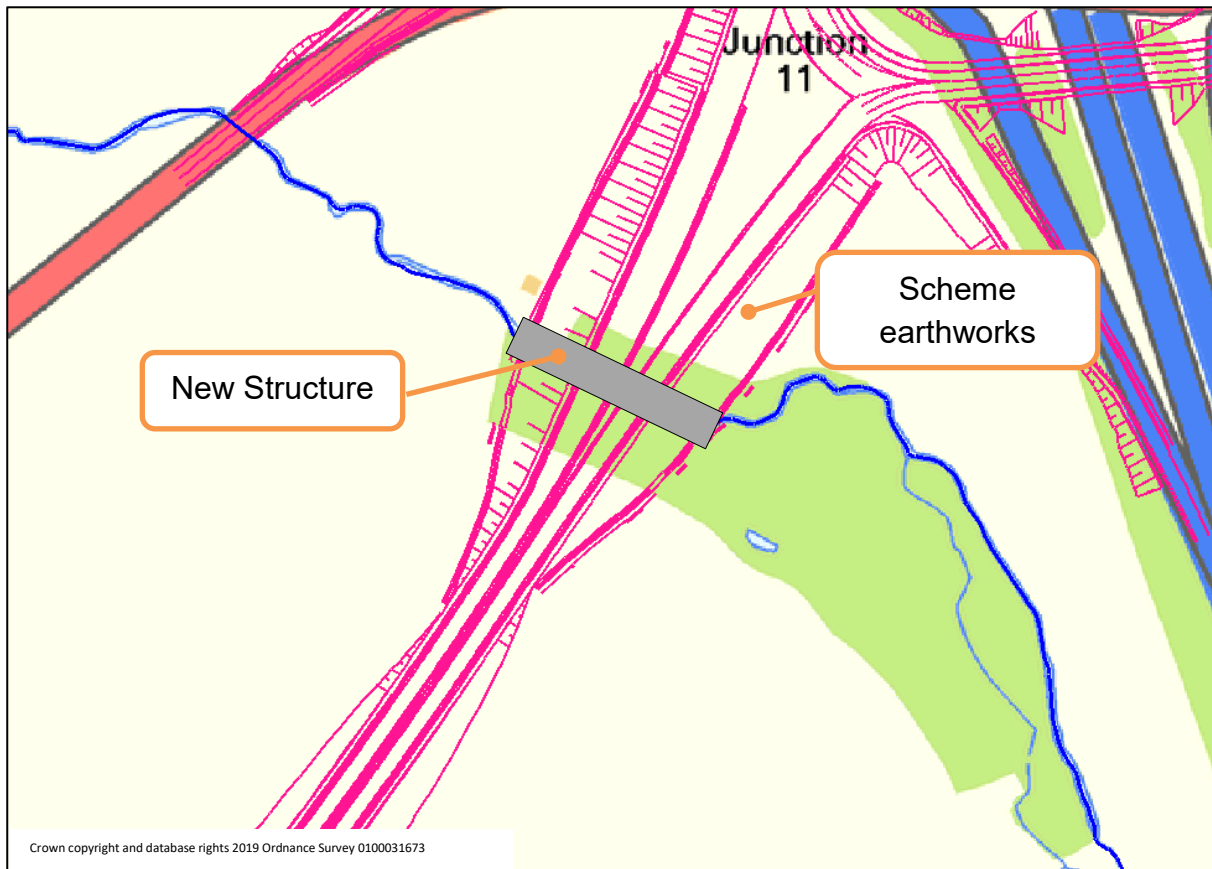 Junction
11
Scheme
earthworks
New Structure
Crown copyright and database rights 2019 Ordnance Survey 0100031673